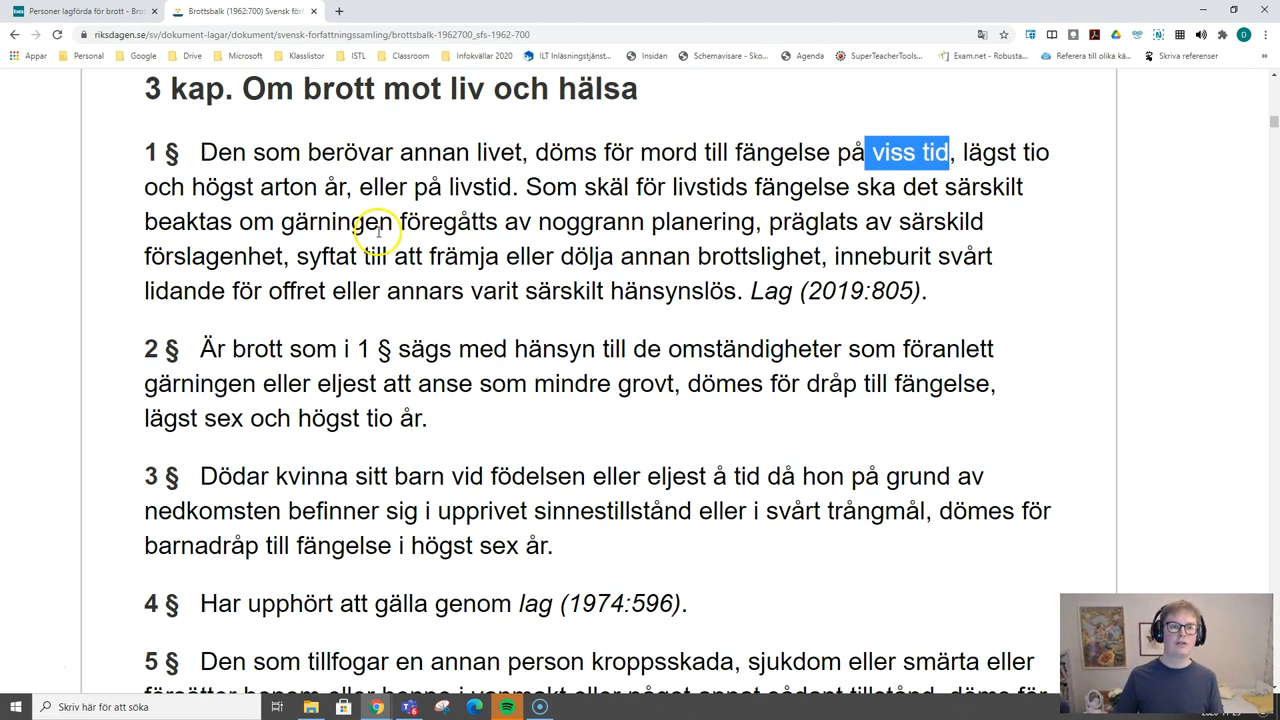 Personer lagförda för brott - Bro
Brottsbalk (1962:700) Svensk för
riksdagen.se/sv/dokument-lagar/dokument/svensk-forfattningssamling/brottsbalk-1962700_sfs-1962-700
Appar Personal Google Drive Microsoft Klasslistor ISTL Classroom Infokvällar 2020 ILT Inläsningstjänst... Insidan Schemavisare - Sko... Agenda SuperTeacherTools... Exam.net - Robusta... Referera till olika kä... Skriva referenser
3 kap. Om brott mot liv och hälsa
1 § Den som berövar annan livet, döms för mord till fängelse på viss tid, lägst tio
och högst arton år, eller på livstid. Som skäl för livstids fängelse ska det särskilt
beaktas om gärningen föregåtts av noggrann planering, präglats av särskild
förslagenhet, syftat till att främja eller dölja annan brottslighet, inneburit svårt
lidande för offret eller annars varit särskilt hänsynslös. Lag (2019:805).
2 § Är brott som i 1 § sägs med hänsyn till de omständigheter som föranlett
gärningen eller eljest att anse som mindre grovt, dömes för dråp till fängelse,
lägst sex och högst tio år.
3 § Dödar kvinna sitt barn vid födelsen eller eljest å tid då hon på grund av
nedkomsten befinner sig i upprivet sinnestillstånd eller i svårt trångmål, dömes för
barnadråp till fängelse i högst sex år.
4 § Har upphört att gälla genom lag (1974:596).
5 § Den som tillfogar en annan person kroppsskada, sjukdom eller smärta eller
Skriv här för att söka